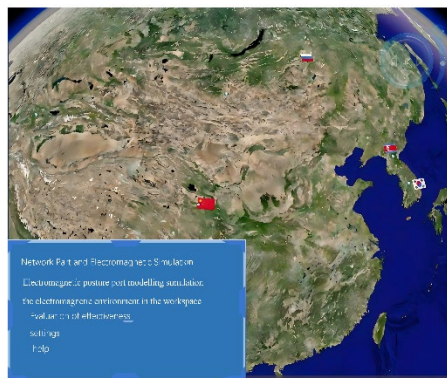 Network Part and Electromagnetic Simulation
Electromagnetic posture port modelling simulation
the electromagnetic environment in the workspace
Evaluation of effectiveness
settings
help